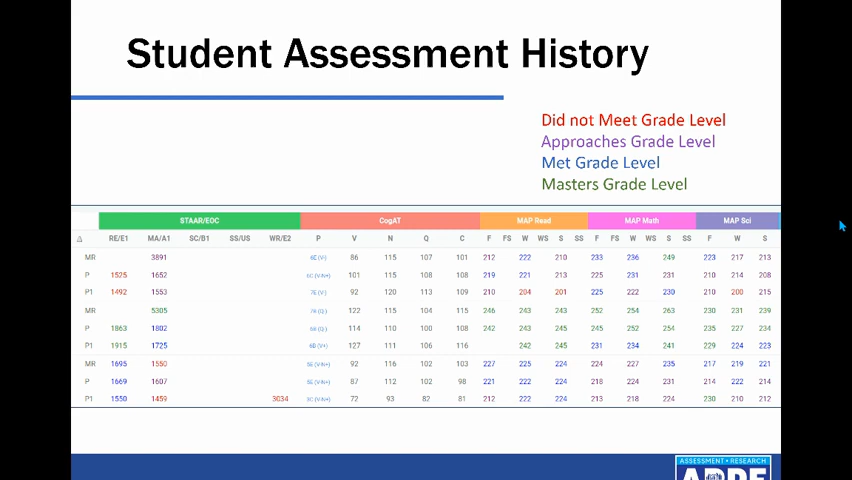 Student Assessment History
Did not Meet Grade Level
Approaches Grade Level
Met Grade Level
Masters Grade Level
STAAR/EOC CogAT MAP Read MAP Math MAP Sci
RE/E1 MA/A1 SC/B1 SS/US WR/E2 P V N Q C F FS W WS S SS F FS W WS S SS F W S
MR 3891 86 115 107 101 212 222 210 233 236 249 223 217 213
P 1525 1652 101 115 108 108 219 221 213 225 231 231 210 214 208
P1 1492 1553 92 120 113 109 210 204 201 225 222 230 210 200 215
MR 5305 122 115 104 115 246 243 243 252 254 263 230 231 239
P 1863 1802 114 110 100 108 242 243 245 245 252 254 235 227 234
P1 1915 1725 127 111 106 116 242 245 231 234 241 229 224 223
MR 1695 1550 92 116 102 103 227 225 224 224 227 235 217 219 221
P 1669 1607 87 112 102 98 221 222 224 218 224 231 214 222 214
P1 1550 1459 3034 72 93 82 81 212 222 224 213 218 224 230 210 212
ASSESSMENT • RESEARCH